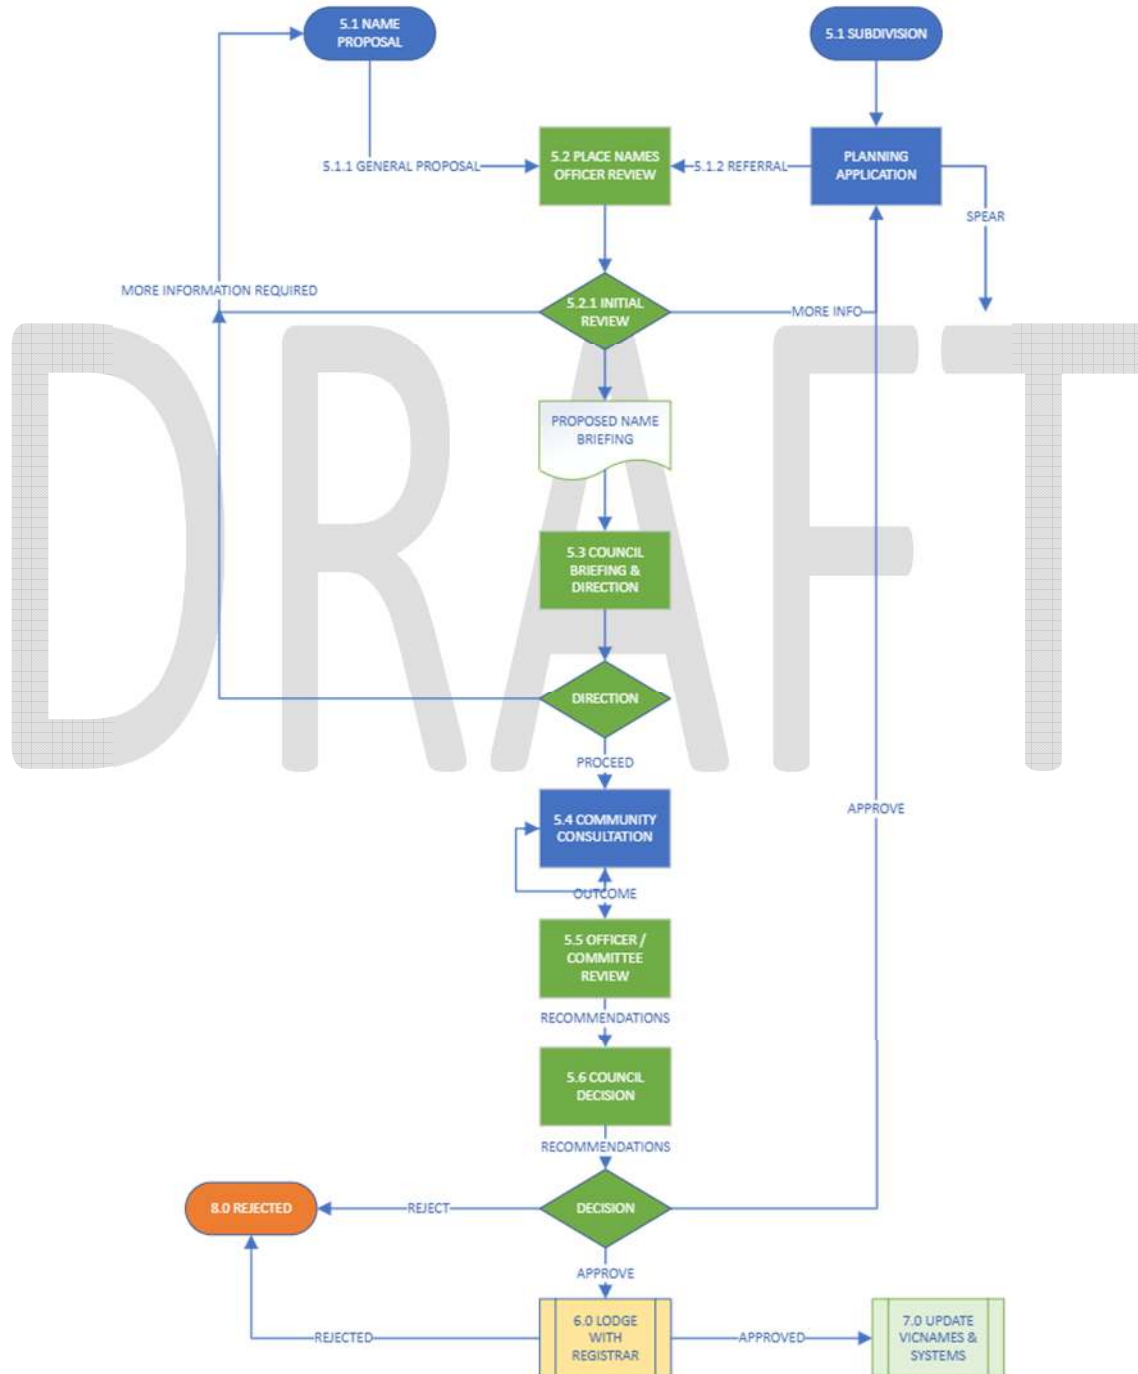 5.1 NAME
PROPOSAL
5.1 SUBDIVISION
5.1.1 GENERAL PROPOSAL
5.2 PLACE NAMES
OFFICER REVIEW
5.1.2 REFERRAL
PLANNING
APPLICATION
SPEAR
MORE INFORMATION REQUIRED
5.2.1 INITIAL
REVIEW
MORE INFO
DRAFT
PROPOSED NAME
BRIEFING
5.3 COUNCIL
BRIEFING &
DIRECTION
DIRECTION
PROCEED
5.4 COMMUNITY
CONSULTATION
APPROVE
OUTCOME
5.5 OFFICER /
COMMITTEE
REVIEW
RECOMMENDATIONS
5.6 COUNCIL
DECISION
RECOMMENDATIONS
8.0 REJECTED
REJECT
DECISION
APPROVE
REJECTED
6.0 LODGE
WITH
REGISTRAR
APPROVED
7.0 UPDATE
VICNAMES &
SYSTEMS